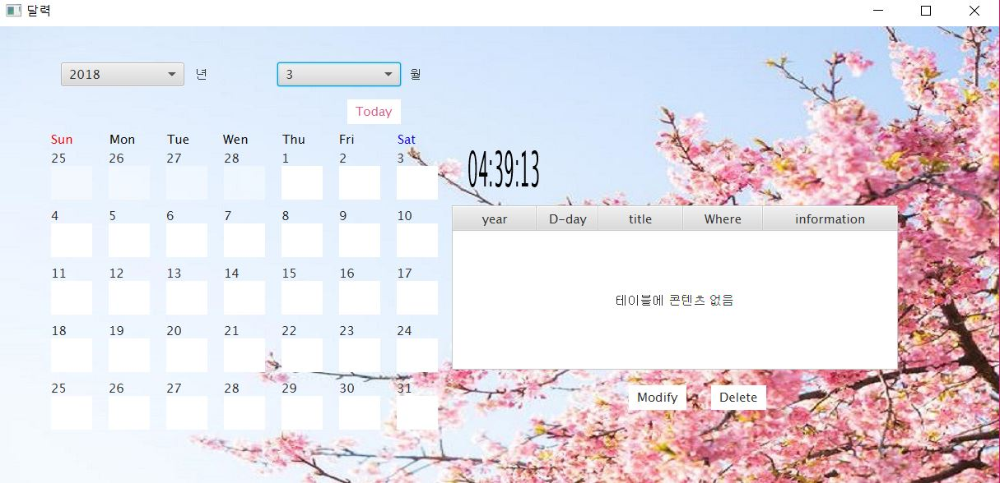 달력
2018 년 3 월
Today
Sun Mon Tue Wen Thu Fri Sat
25 26 27 28 1 2 3
4 5 6 7 8 9 10
11 12 13 14 15 16 17
18 19 20 21 22 23 24
25 26 27 28 29 30 31
04:39:13
year D-day title Where information
테이블에 콘텐츠 없음
Modify Delete